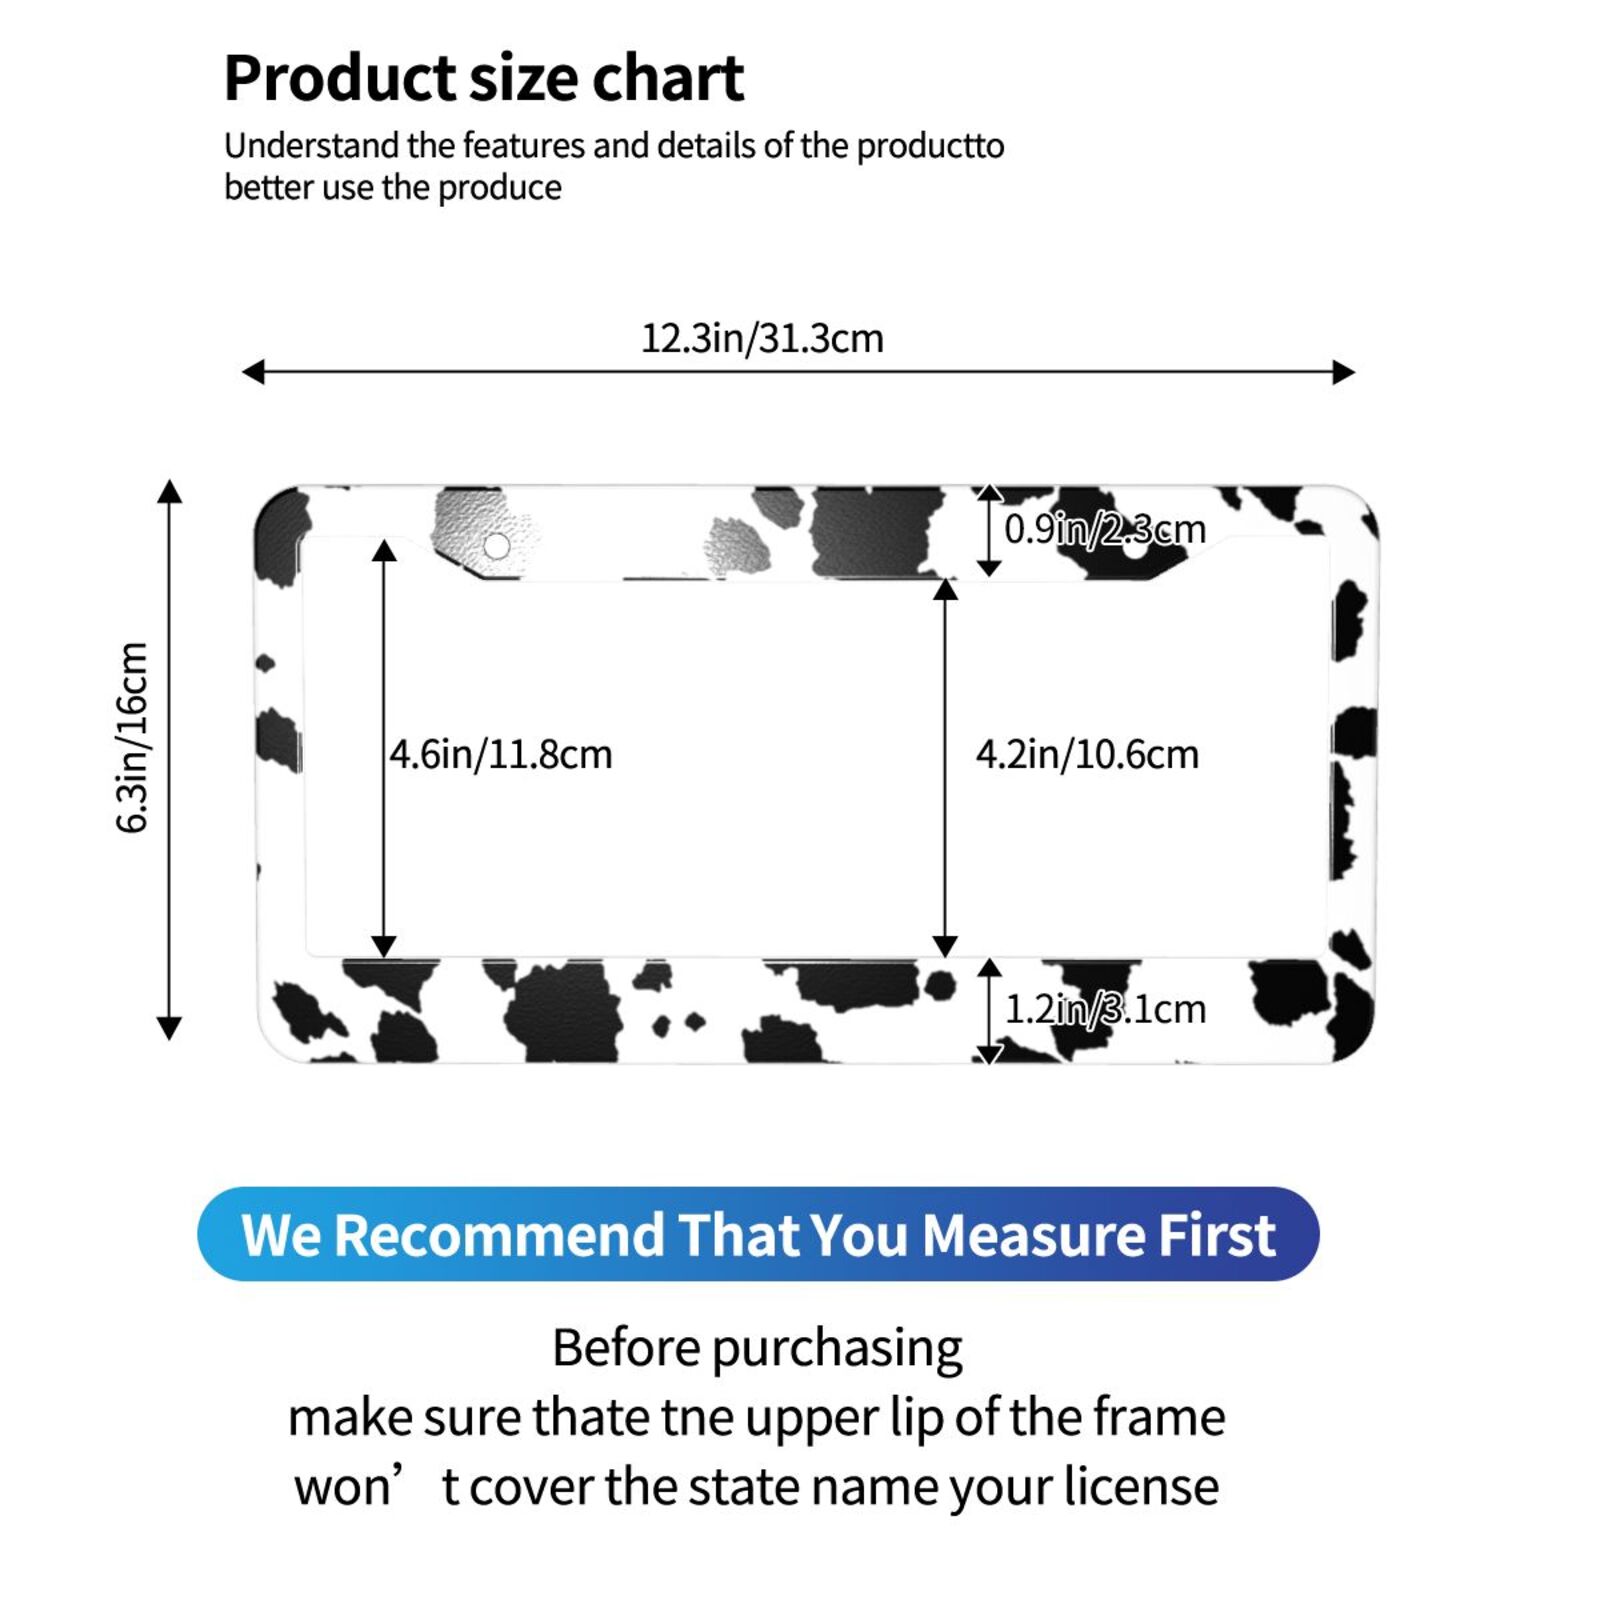 Product size chart
Understand the features and details of the productto
better use the produce
12.3in/31.3cm
0.9in/2.3cm
6.3in/16cm
4.6in/11.8cm
4.2in/10.6cm
1.2in/3.1cm
We Recommend That You Measure First
Before purchasing
make sure thate tne upper lip of the frame
won’ t cover the state name your license